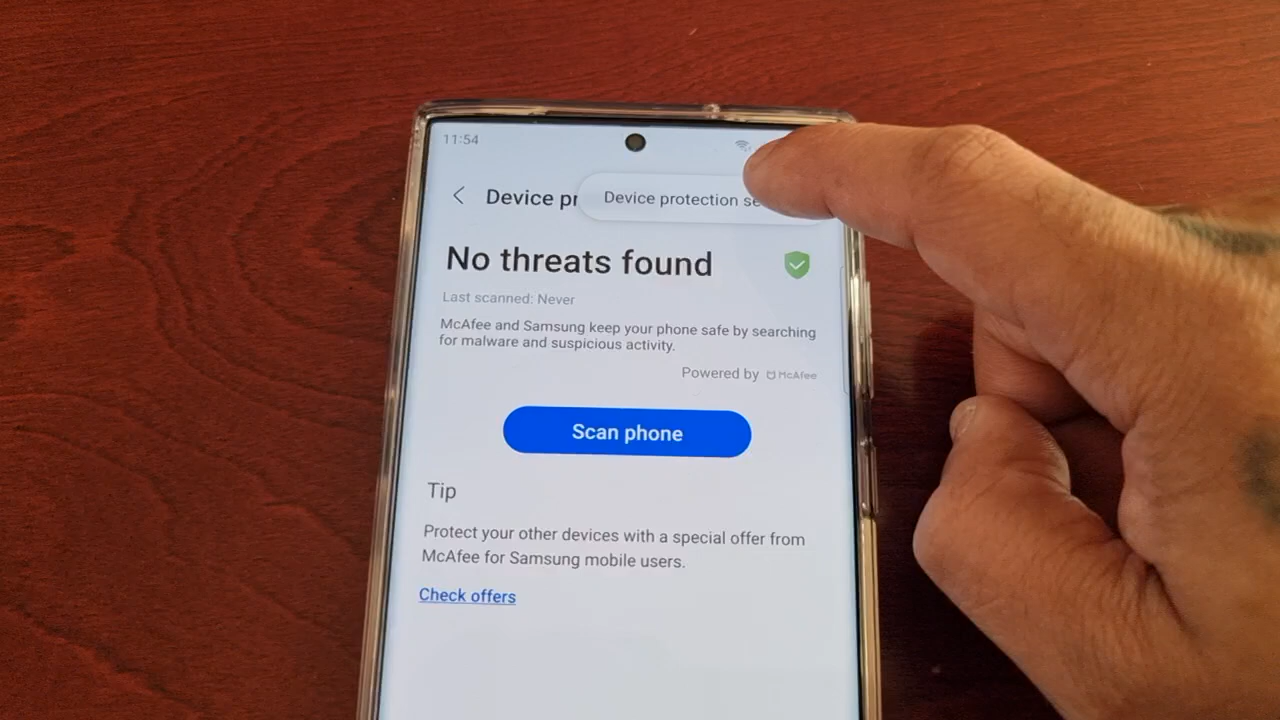 11:54
Device
Device protection
No threats found
Last scanned: Never
McAfee and Samsung keep your phone safe by searching
for malware and suspicious activity.
Powered by McAfee
Scan phone
Tip
Protect your other devices with a special offer from
McAfee for Samsung mobile users.
Check offers